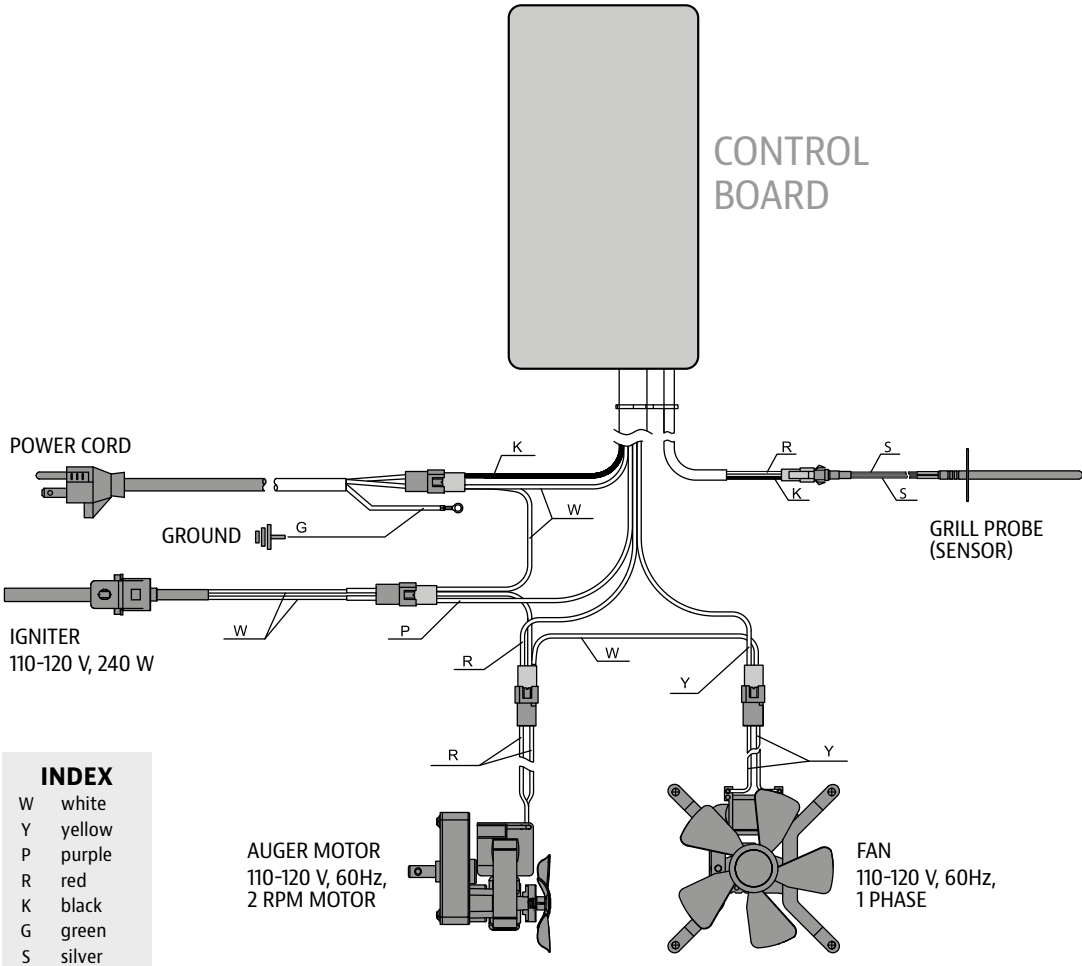 CONTROL
BOARD
POWER CORD
K
R
S
K
S
W
GROUND
G
GRILL PROBE
(SENSOR)
IGNITER
110-120 V, 240 W
W
P
R
W
Y
R
Y
INDEX
W white
Y yellow
P purple
R red
K black
G green
S silver
AUGER MOTOR
110-120 V, 60Hz,
2 RPM MOTOR
FAN
110-120 V, 60Hz,
1 PHASE